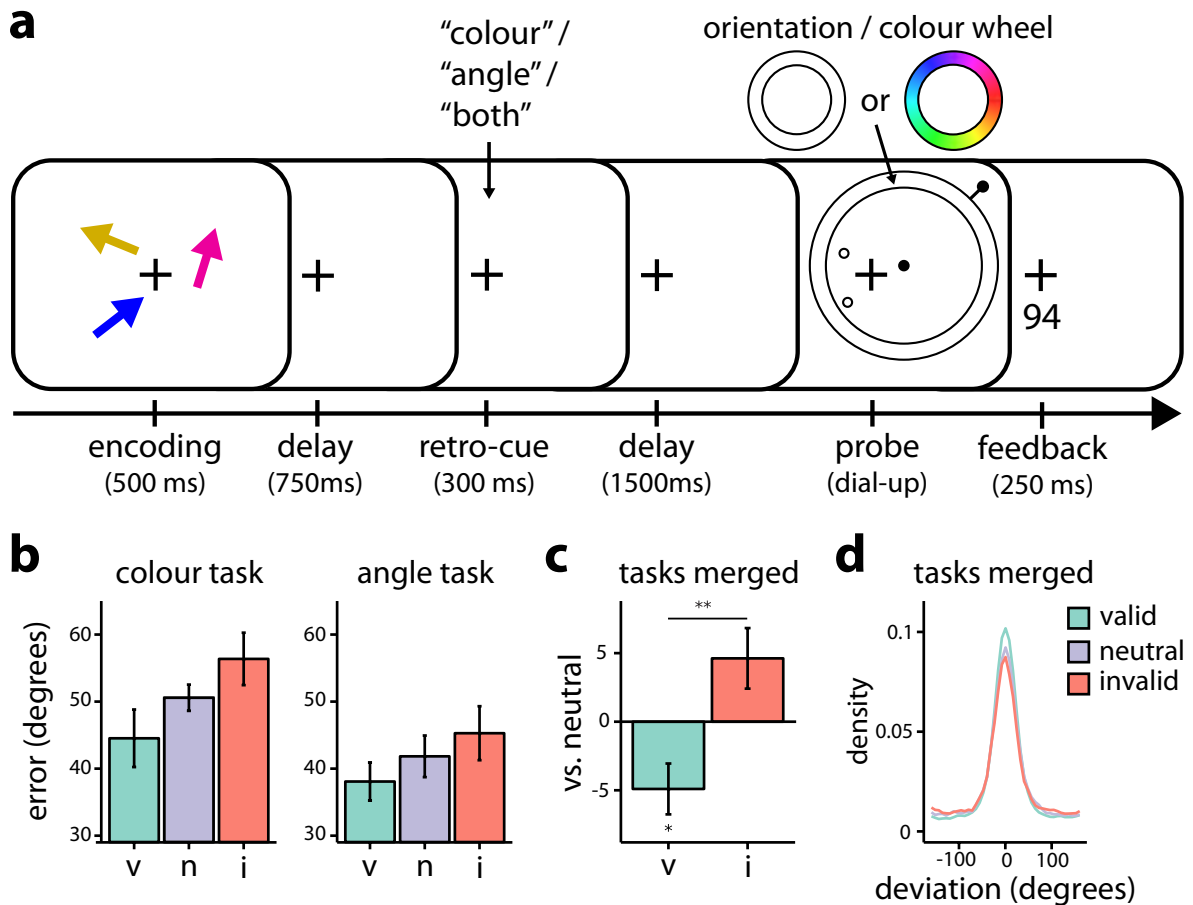 a
“colour” /
“angle” /
“both”
orientation / colour wheel
or
94
encoding
(500 ms)
delay
(750ms)
retro-cue
(300 ms)
delay
(1500ms)
probe
(dial-up)
feedback
(250 ms)
b
colour task
angle task
error (degrees)
60
50
40
30
v
n
i
60
50
40
30
v
n
i
c
tasks merged
vs. neutral
5
0
-5
**
*
v
i
d
tasks merged
valid
neutral
invalid
density
0.1
0.05
0
-100
0
100
deviation (degrees)